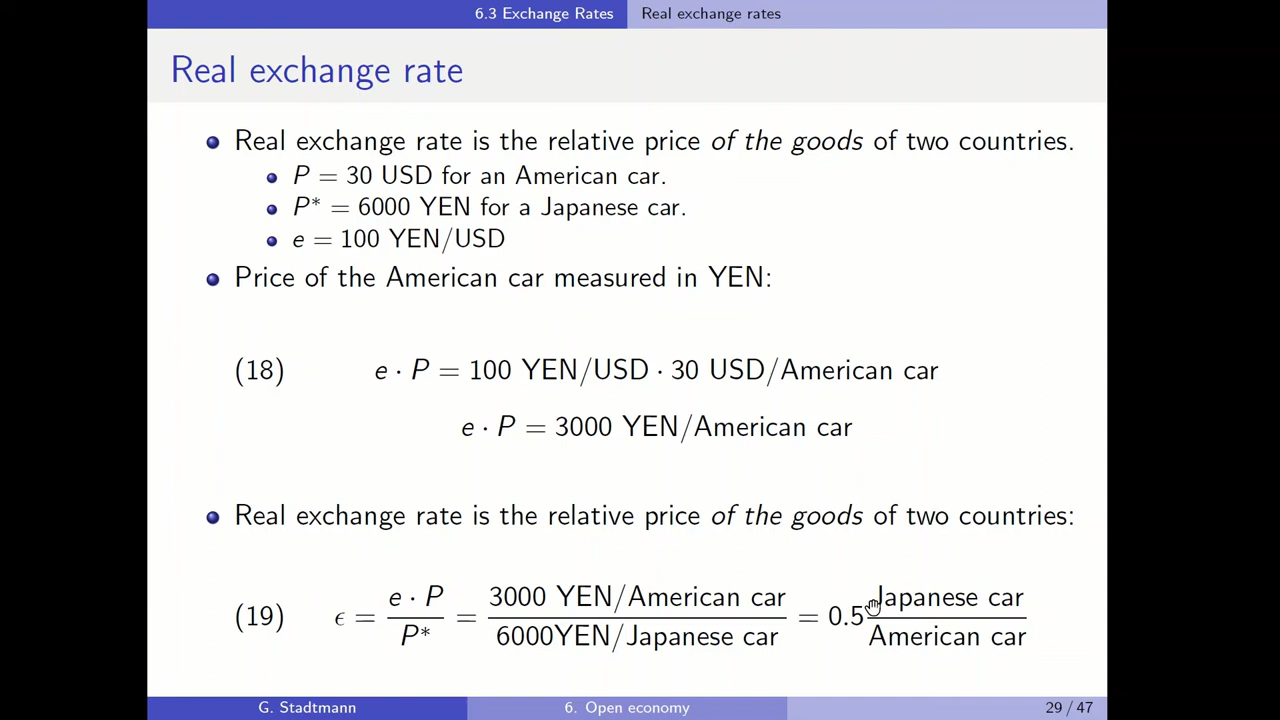 6.3 Exchange Rates Real exchange rates
Real exchange rate
Real exchange rate is the relative price of the goods of two countries.
P = 30 USD for an American car.
P* = 6000 YEN for a Japanese car.
e = 100 YEN/USD
Price of the American car measured in YEN:
(18) e · P = 100 YEN/USD · 30 USD/American car
e · P = 3000 YEN/American car
Real exchange rate is the relative price of the goods of two countries:
(19) ϵ = e · P / P* = 3000 YEN/American car / 6000YEN/Japanese car = 0.5 Japanese car / American car
G. Stadtmann 6. Open economy 29 / 47